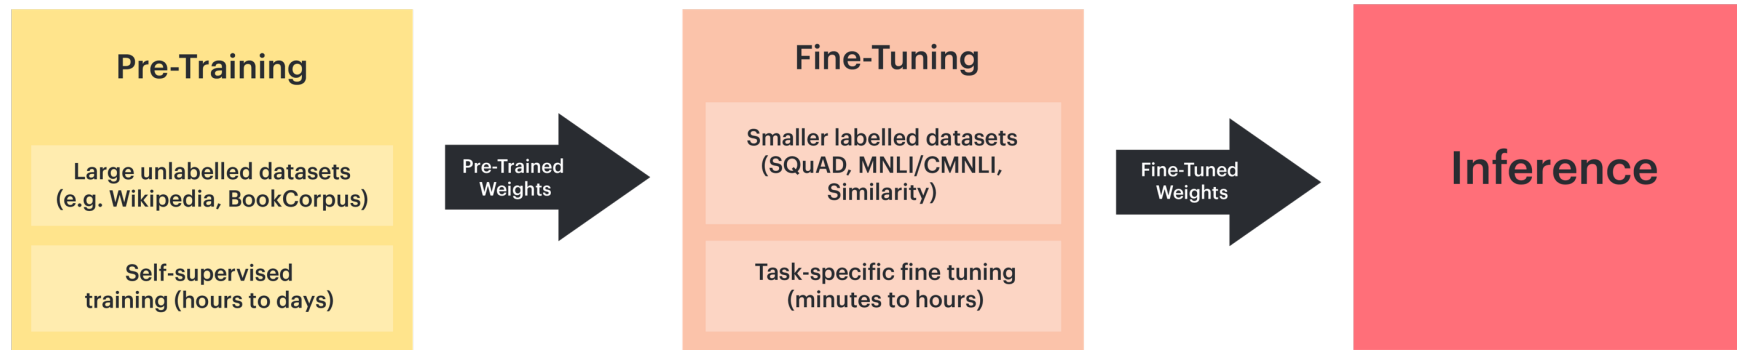 Pre-Training
Large unlabelled datasets
(e.g. Wikipedia, BookCorpus)
Self-supervised
training (hours to days)
Pre-Trained
Weights
Fine-Tuning
Smaller labelled datasets
(SQuAD, MNLI/CMNLI,
Similarity)
Task-specific fine tuning
(minutes to hours)
Fine-Tuned
Weights
Inference